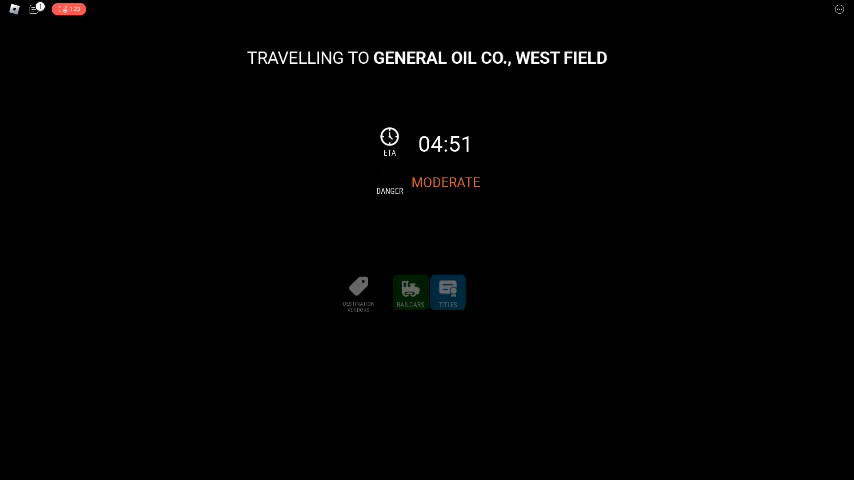 TRAVELLING TO GENERAL OIL CO., WEST FIELD
04:51
ETA
MODERATE
DANGER
DESTINATION
VENDORS
RAILCARS
TITLES